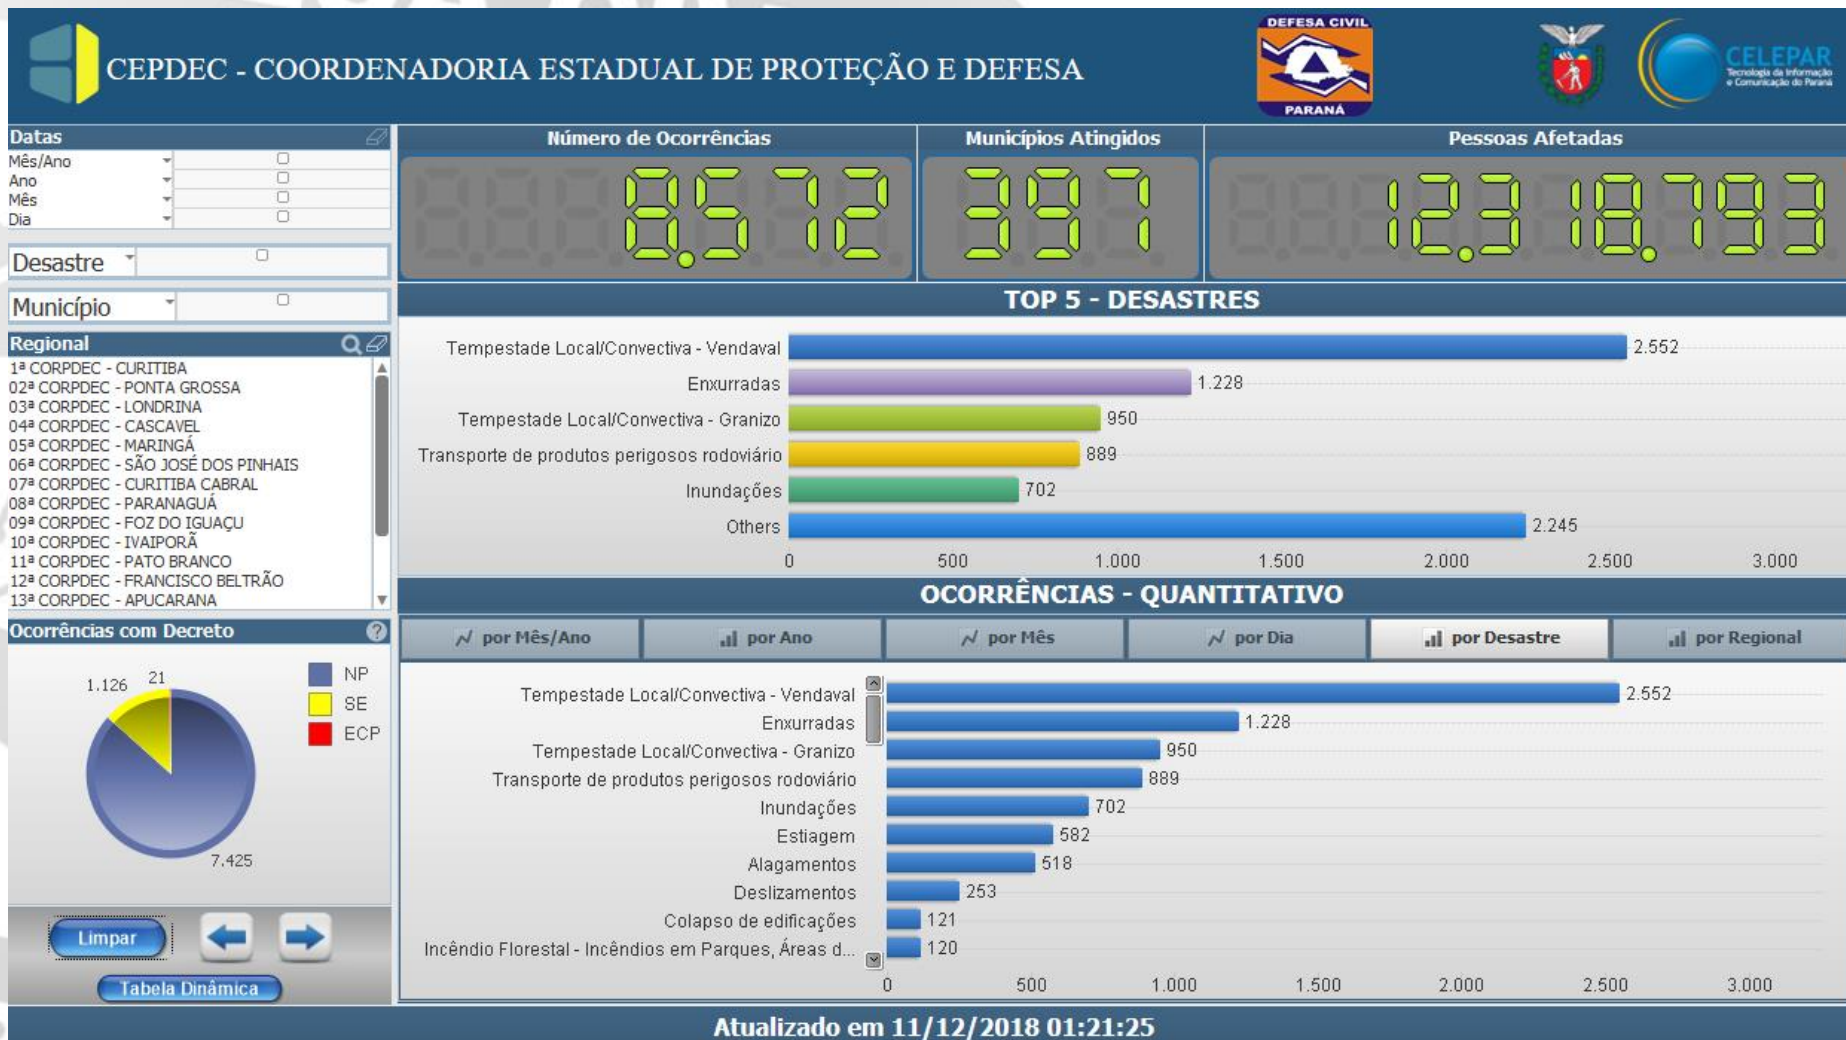 CEPDEC - COORDENADORIA ESTADUAL DE PROTEÇÃO E DEFESA
DEFESA CIVIL
PARANÁ
CELEPAR
Tecnologia da Informação
e Comunicação do Paraná
Datas
Mês/Ano
Ano
Mês
Dia
Desastre
Município
Regional
1ª CORPDEC - CURITIBA
02ª CORPDEC - PONTA GROSSA
03ª CORPDEC - LONDRINA
04ª CORPDEC - CASCAVEL
05ª CORPDEC - MARINGÁ
06ª CORPDEC - SÃO JOSÉ DOS PINHAIS
07ª CORPDEC - CURITIBA CABRAL
08ª CORPDEC - PARANAGUÁ
09ª CORPDEC - FOZ DO IGUAÇU
10ª CORPDEC - IVAIPORÃ
11ª CORPDEC - PATO BRANCO
12ª CORPDEC - FRANCISCO BELTRÃO
13ª CORPDEC - APUCARANA
Ocorrências com Decreto
1.126
21
7.425
NP
SE
ECP
Limpar
Tabela Dinâmica
Número de Ocorrências
8.572
Municípios Atingidos
397
Pessoas Afetadas
12.318.793
TOP 5 - DESASTRES
Tempestade Local/Convectiva - Vendaval 2.552
Enxurradas 1.228
Tempestade Local/Convectiva - Granizo 950
Transporte de produtos perigosos rodoviário 889
Inundações 702
Others 2.245
0 500 1.000 1.500 2.000 2.500 3.000
OCORRÊNCIAS - QUANTITATIVO
por Mês/Ano por Ano por Mês por Dia por Desastre por Regional
Tempestade Local/Convectiva - Vendaval 2.552
Enxurradas 1.228
Tempestade Local/Convectiva - Granizo 950
Transporte de produtos perigosos rodoviário 889
Inundações 702
Estiagem 582
Alagamentos 518
Deslizamentos 253
Colapso de edificações 121
Incêndio Florestal - Incêndios em Parques, Áreas d... 120
0 500 1.000 1.500 2.000 2.500 3.000
Atualizado em 11/12/2018 01:21:25